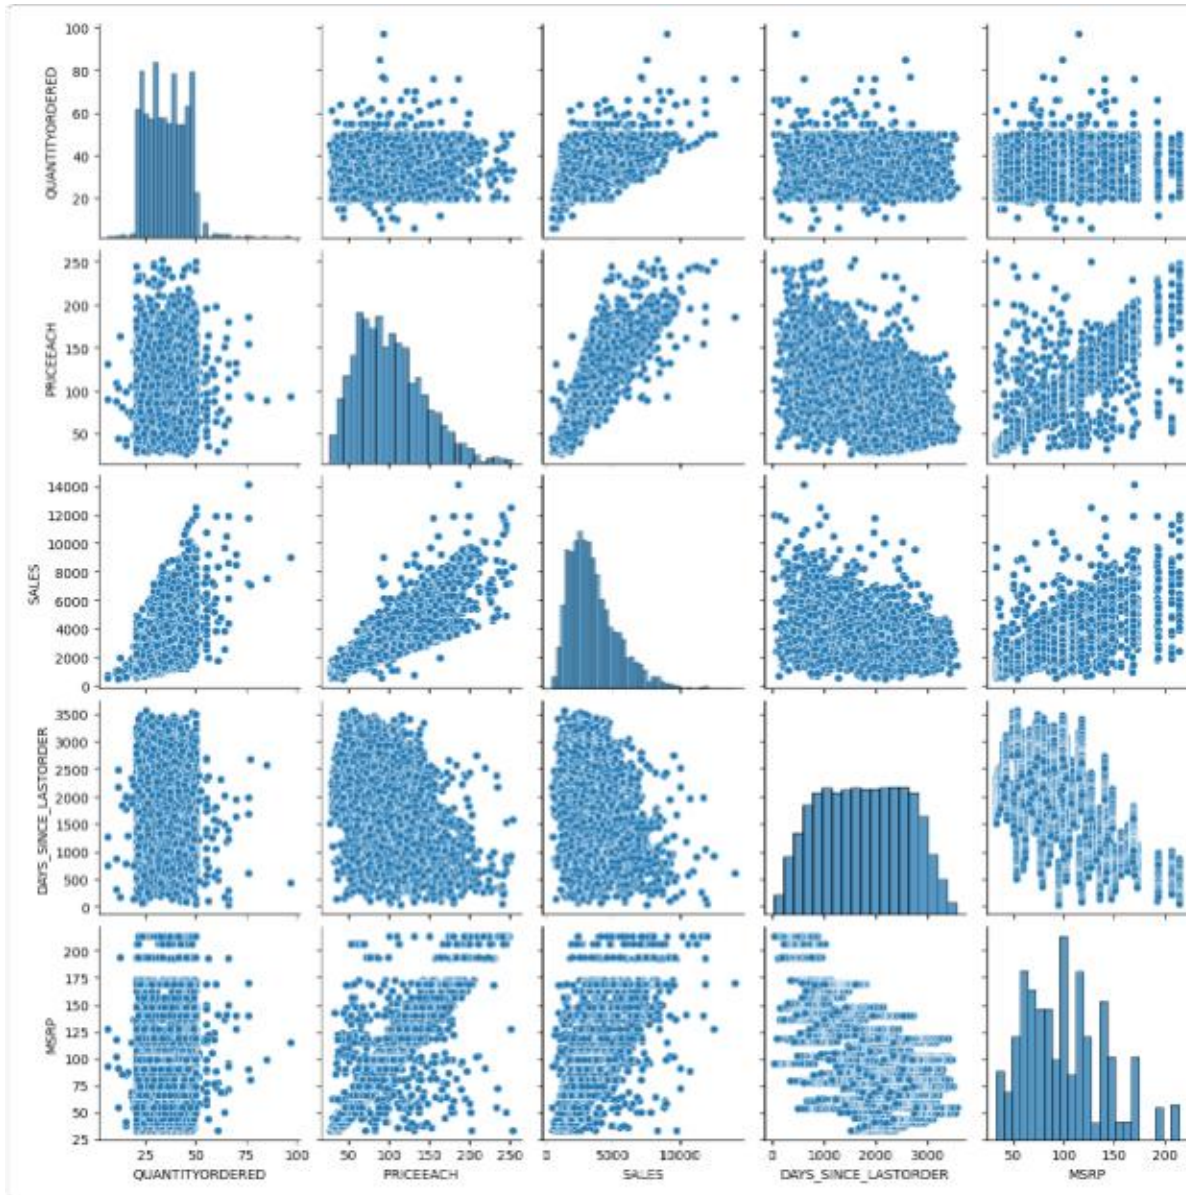 QUANTITYORDERED
100
80
60
40
20
PRICEEACH
250
200
150
100
50
SALES
14000
12000
10000
8000
6000
4000
2000
0
DAYS_SINCE_LASTORDER
3500
3000
2500
2000
1500
1000
500
0
MSRP
200
175
150
125
100
75
50
25
25 50 75 100
QUANTITYORDERED
50 100 150 200 250
PRICEEACH
0 5000 10000
SALES
0 1000 2000 3000
DAYS_SINCE_LASTORDER
50 100 150 200
MSRP